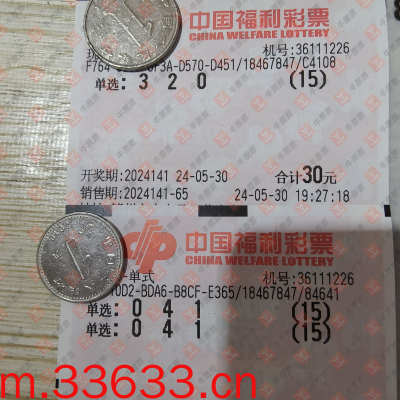 中国福利彩票
CHINA WELFARE LOTTERY
机号:36111226
F764 3A-D570-D451/18467847/C4108
单选: 3 2 0 (15)
开奖期:2024141 24-05-30 合计30元
销售期:2024141-65 24-05-30 19:27:18
中国福利彩票
CHINA WELFARE LOTTERY
单式 机号:36111226
0D2-BDA6-B8CF-E365/18467847/84641
单选: 0 4 1 (15)
单选: 0 4 1 (15)
m.33633.cn